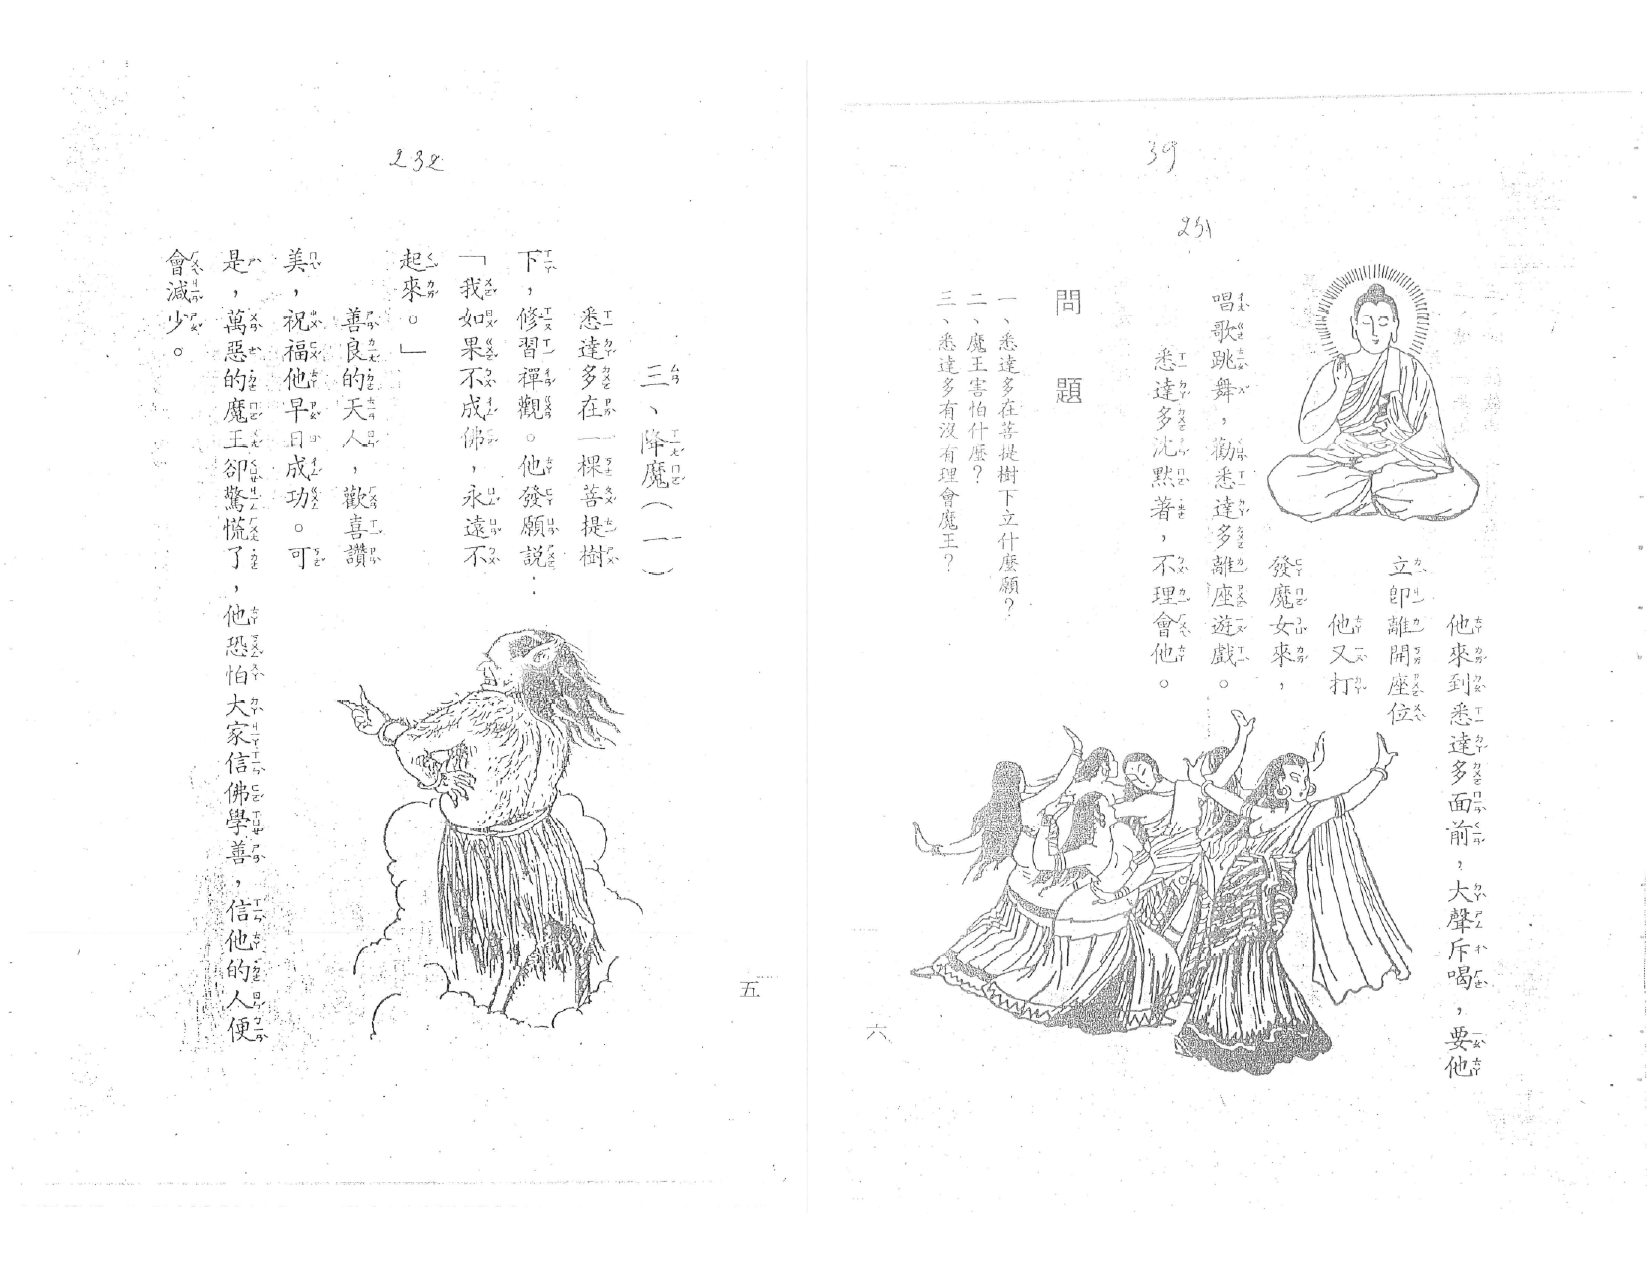 232
三、降魔（一）
悉達多在一棵菩提樹
下，修習禪觀。他發願說：
「我如果不成佛，永遠不
起來。」
善良的天人，歡喜讚
美，祝福他早日成功。可
是，萬惡的魔王卻驚慌了，他恐怕大家信佛學善，信他的人便
會減少。
五
39
231
他來到悉達多面前，大聲斥喝，要他
立即離開座位
他又打
發魔女來，
唱歌跳舞，勸悉達多離座遊戲。
悉達多沈默著，不理會他。
問題
一、悉達多在菩提樹下立什麼願？
二、魔王害怕什麼？
三、悉達多有沒有理會魔王？
六